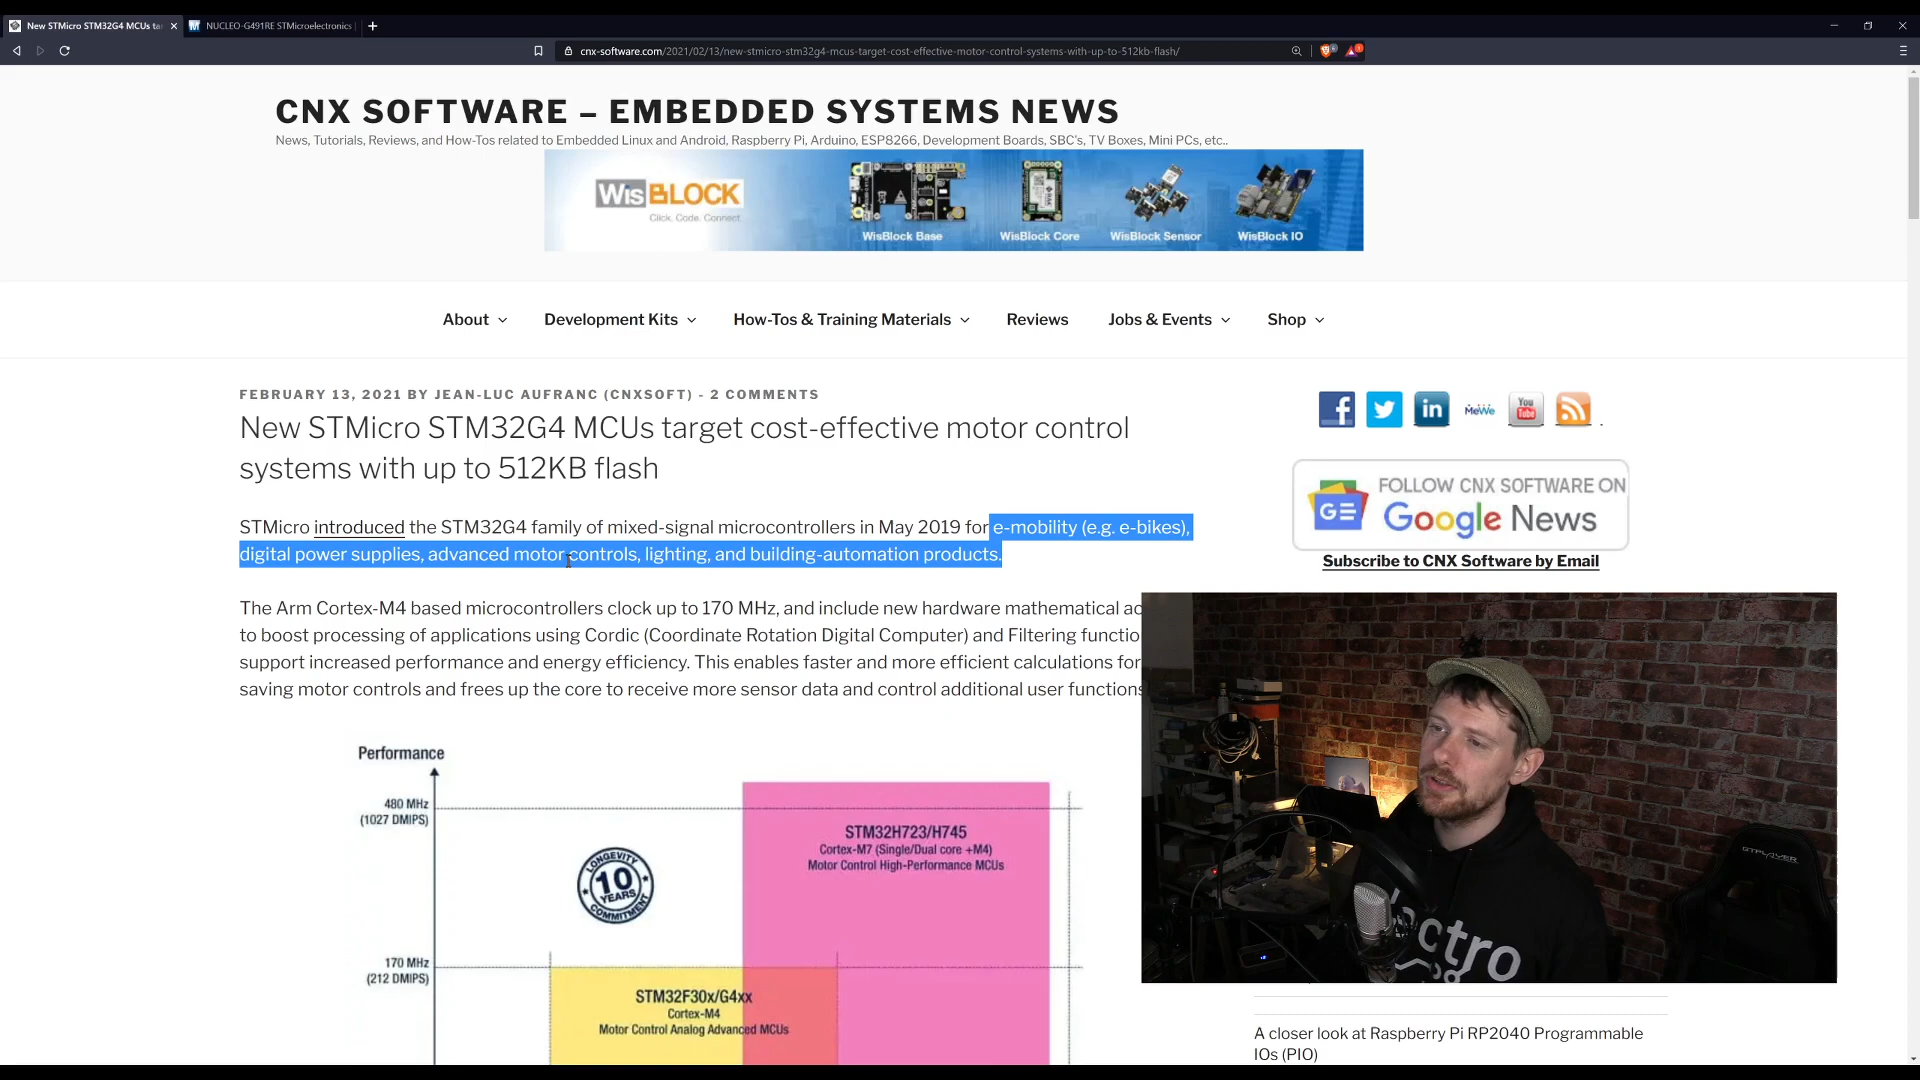 New STMicro STM32G4 MCUs ta
NUCLEO-G491RE STMicroelectronics
cnx-software.com/2021/02/13/new-stmicro-stm32g4-mcus-target-cost-effective-motor-control-systems-with-up-to-512kb-flash/
CNX SOFTWARE – EMBEDDED SYSTEMS NEWS
News, Tutorials, Reviews, and How-Tos related to Embedded Linux and Android, Raspberry Pi, Arduino, ESP8266, Development Boards, SBC's, TV Boxes, Mini PCs, etc..
WisBLOCK
Click. Code. Connect.
WisBlock Base WisBlock Core WisBlock Sensor WisBlock IO
About Development Kits How-Tos & Training Materials Reviews Jobs & Events Shop
FEBRUARY 13, 2021 BY JEAN-LUC AUFRANC (CNXSOFT) - 2 COMMENTS
New STMicro STM32G4 MCUs target cost-effective motor control
systems with up to 512KB flash
STMicro introduced the STM32G4 family of mixed-signal microcontrollers in May 2019 for e-mobility (e.g. e-bikes),
digital power supplies, advanced motor controls, lighting, and building-automation products.
The Arm Cortex-M4 based microcontrollers clock up to 170 MHz, and include new hardware mathematical ac
to boost processing of applications using Cordic (Coordinate Rotation Digital Computer) and Filtering functio
support increased performance and energy efficiency. This enables faster and more efficient calculations for
saving motor controls and frees up the core to receive more sensor data and control additional user functions
Performance
480 MHz
(1027 DMIPS)
LONGEVITY
10
YEARS
COMMITMENT
STM32H723/H745
Cortex-M7 (Single/Dual core +M4)
Motor Control High-Performance MCUs
170 MHz
(212 DMIPS)
STM32F30x/G4xx
Cortex-M4
Motor Control Analog Advanced MCUs
f in MeWe You Tube
GE FOLLOW CNX SOFTWARE ON
Google News
Subscribe to CNX Software by Email
GTPLAYER
ctro
A closer look at Raspberry Pi RP2040 Programmable
IOs (PIO)